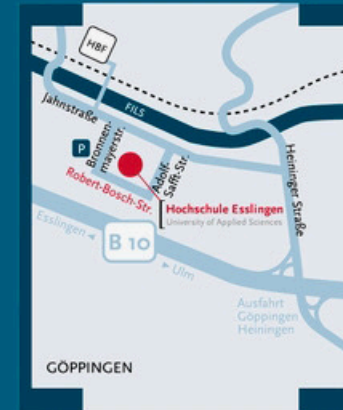 HBF
Jahnstraße
FILS
P
Bronnen-
mayerstr.
Adolf-
Safft-Str.
Heininger Straße
Robert-Bosch-Str.
Hochschule Esslingen
University of Applied Sciences
Esslingen
B 10
Ulm
Ausfahrt
Göppingen
Heiningen
GÖPPINGEN